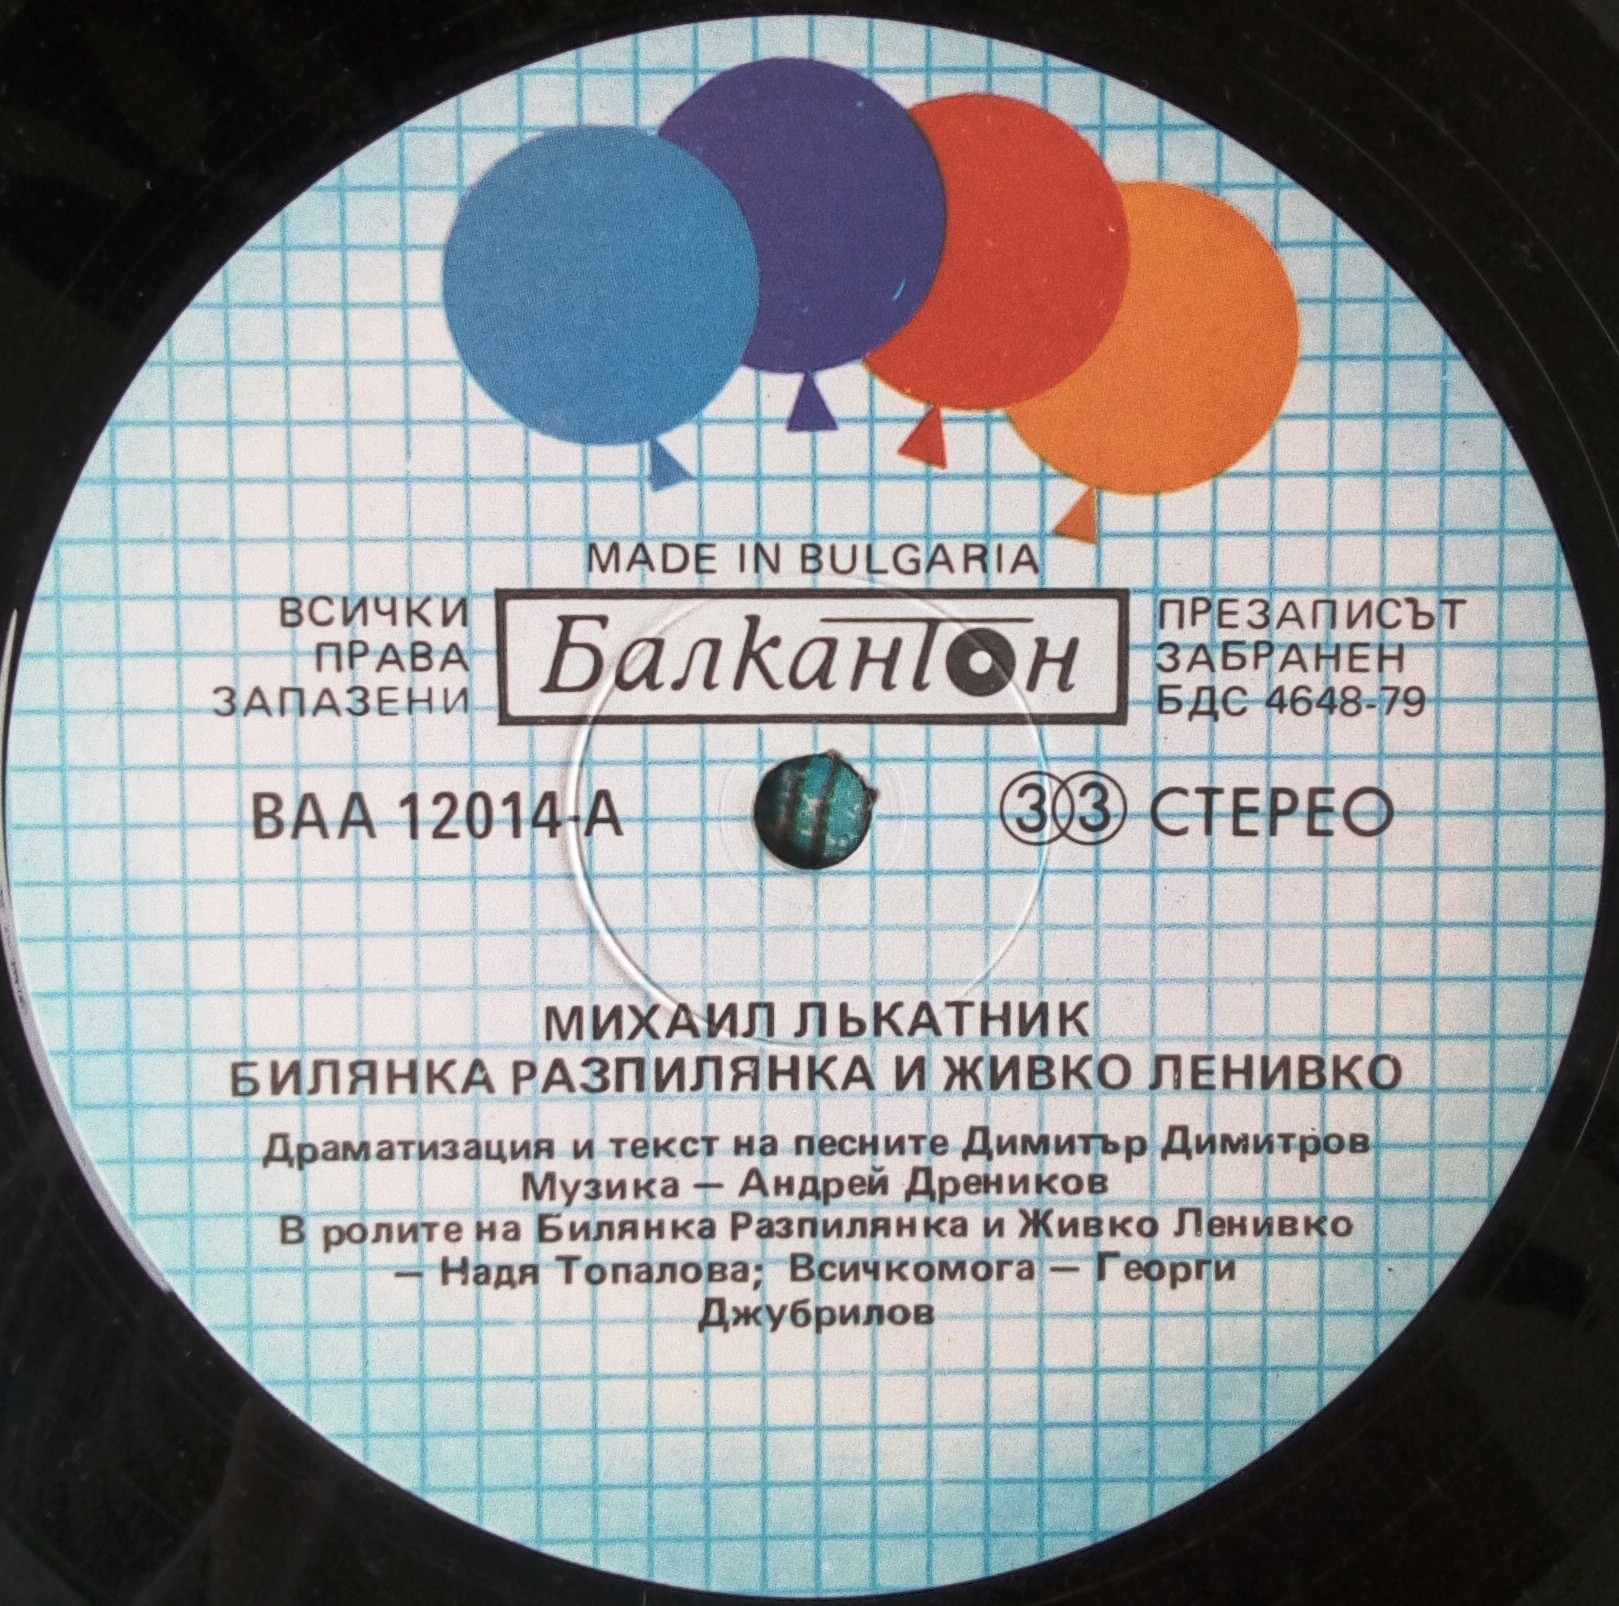 MADE IN BULGARIA
ВСИЧКИ
ПРАВА
ЗАПАЗЕНИ
Балкантон
ПРЕЗАПИСЪТ
ЗАБРАНЕН
БДС 4648-79
ВАА 12014-А
33 СТЕРЕО
МИХАИЛ ЛЪКАТНИК
БИЛЯНКА РАЗПИЛЯНКА И ЖИВКО ЛЕНИВКО
Драматизация и текст на песните Димитър Димитров
Музика — Андрей Дреников
В ролите на Билянка Разпилянка и Живко Ленивко
— Надя Топалова; Всичкомога — Георги
Джубрилов